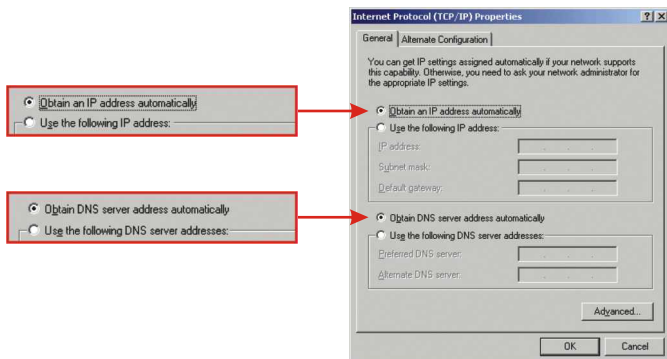 Internet Protocol (TCP/IP) Properties
General
Alternate Configuration
You can get IP settings assigned automatically if your network supports
this capability. Otherwise, you need to ask your network administrator for
the appropriate IP settings.
Obtain an IP address automatically
Use the following IP address:
IP address:
Subnet mask:
Default gateway:
Obtain DNS server address automatically
Use the following DNS server addresses:
Preferred DNS server:
Alternate DNS server:
Advanced...
OK
Cancel
Obtain an IP address automatically
Use the following IP address:
Obtain DNS server address automatically
Use the following DNS server addresses: